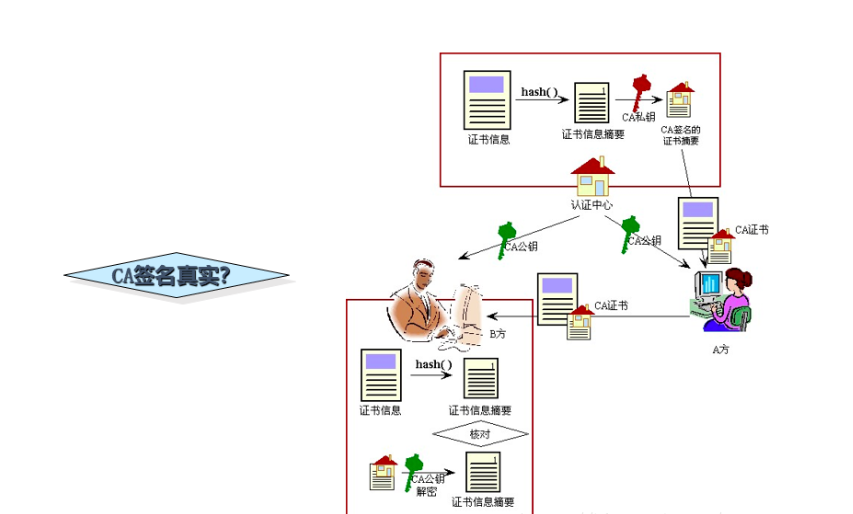 hash( )
CA私钥
证书信息
证书信息摘要
CA签名的
证书摘要
认证中心
CA公钥
CA公钥
CA证书
CA签名真实?
CA证书
B方
A方
hash( )
证书信息
证书信息摘要
核对
CA公钥
解密
证书信息摘要